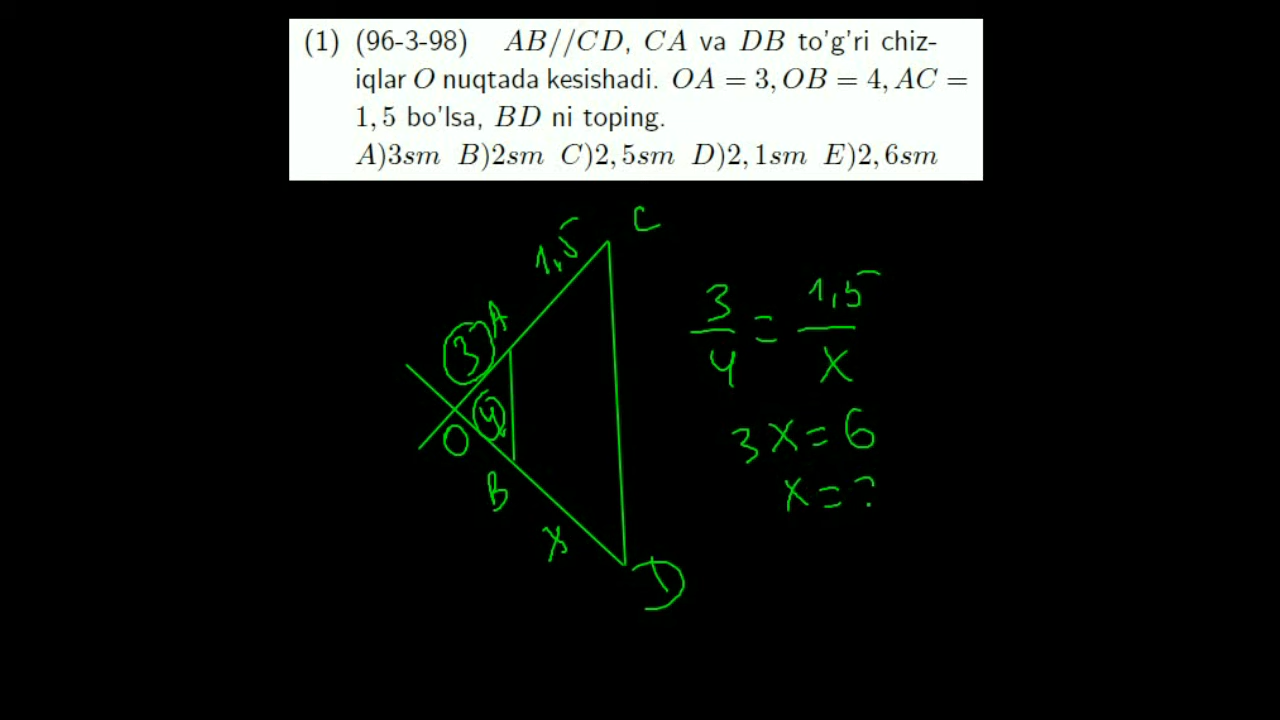 (1) (96-3-98) AB//CD, CA va DB to'g'ri chiz-
iqlar O nuqtada kesishadi. OA = 3, OB = 4, AC =
1, 5 bo'lsa, BD ni toping.
A)3sm B)2sm C)2, 5sm D)2, 1sm E)2, 6sm
C
1,5
A
3
4
O
B
x
D
3/4 = 1,5/x
3x = 6
x = ?